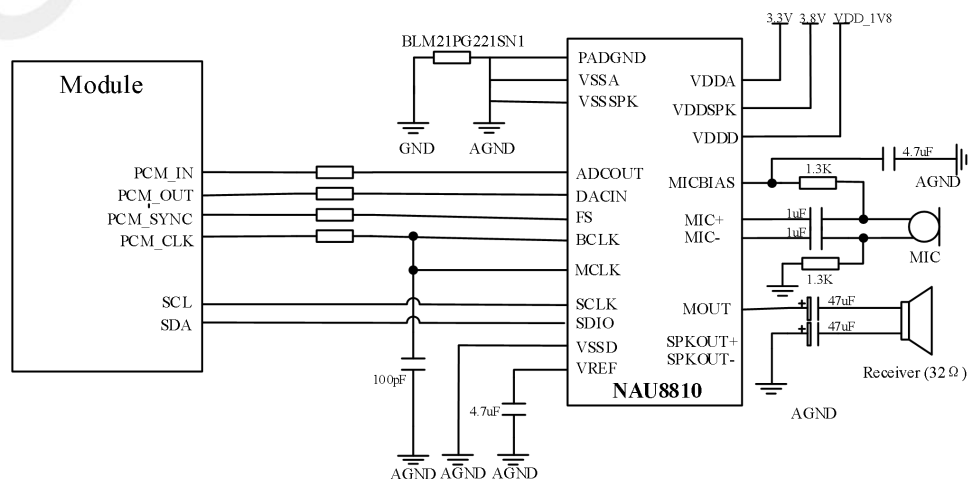 3.3V 3.8V VDD_1V8
BLM21PG221SN1
Module
PADGND
VSSA
VSSSPK
VDDA
VDDSPK
VDDD
GND
AGND
4.7uF
AGND
PCM_IN
PCM_OUT
PCM_SYNC
PCM_CLK
ADCOUT
DACIN
FS
BCLK
MCLK
MICBIAS
1.3K
MIC+
MIC-
1uF
1uF
MIC
1.3K
SCL
SDA
SCLK
SDIO
VSSD
VREF
MOUT
SPKOUT+
SPKOUT-
+
47uF
+
47uF
Receiver (32Ω)
100pF
4.7uF
NAU8810
AGND
AGND AGND AGND